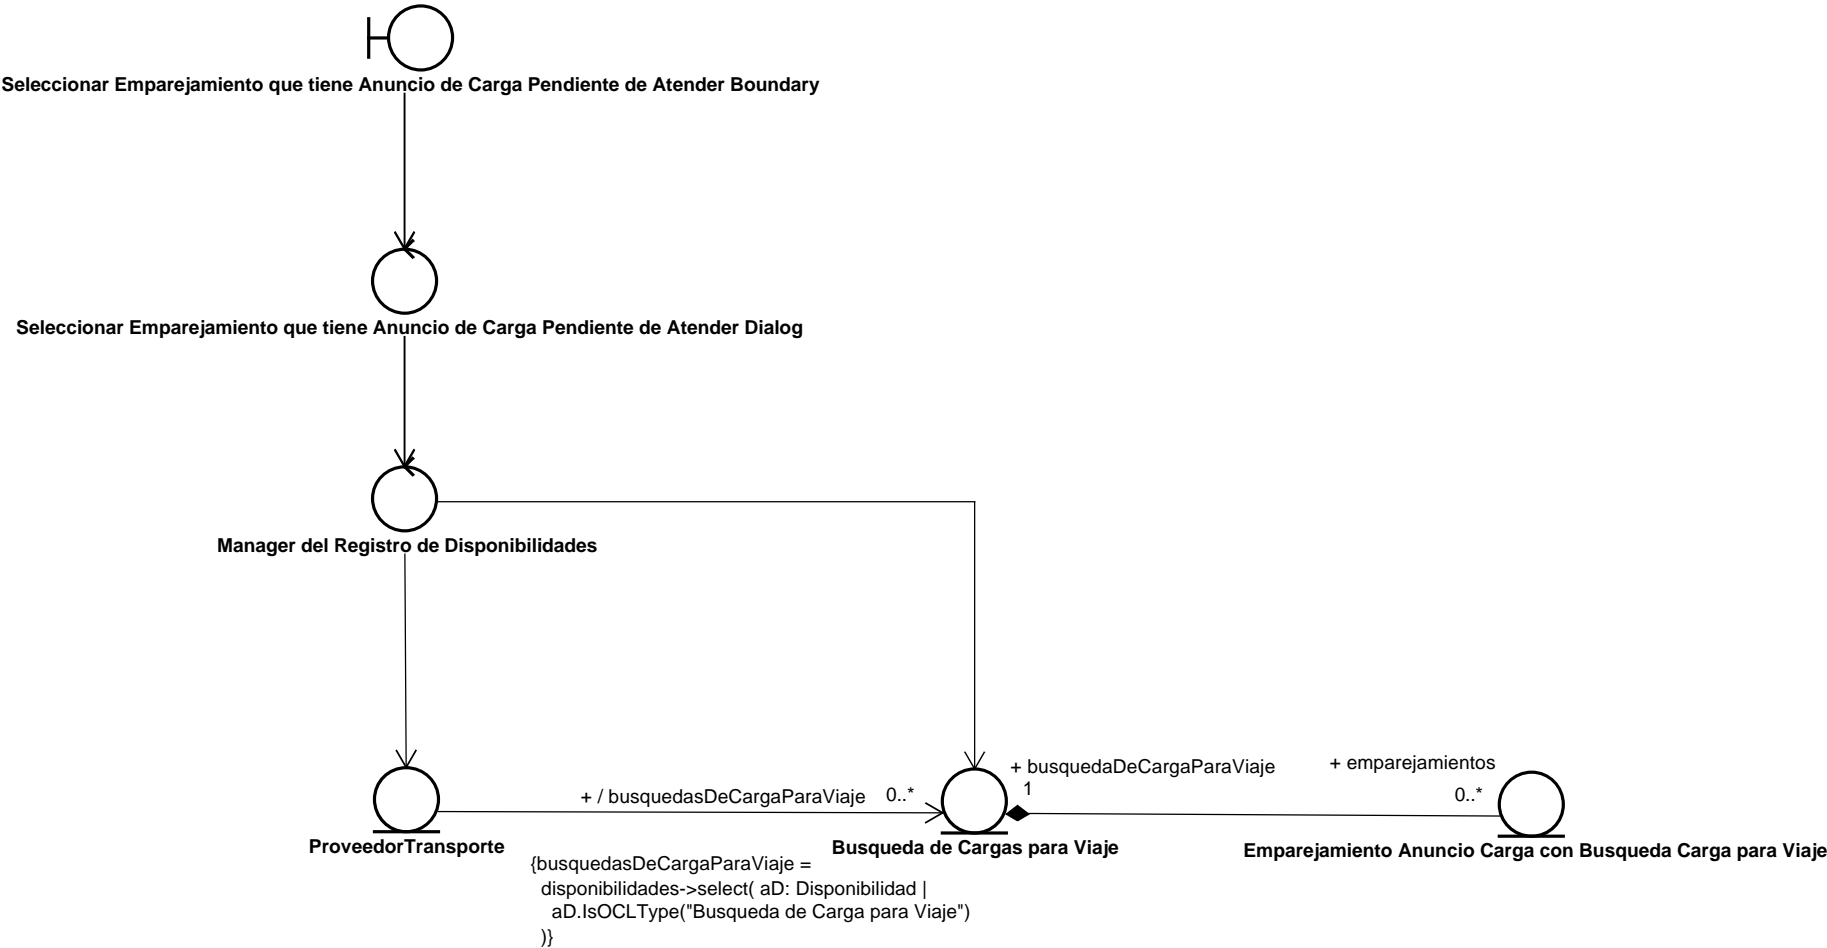 Seleccionar Emparejamiento que tiene Anuncio de Carga Pendiente de Atender Boundary
Seleccionar Emparejamiento que tiene Anuncio de Carga Pendiente de Atender Dialog
Manager del Registro de Disponibilidades
+ / busquedasDeCargaParaViaje 0..*
+ busquedaDeCargaParaViaje
1
+ emparejamientos
0..*
ProveedorTransporte
Busqueda de Cargas para Viaje
Emparejamiento Anuncio Carga con Busqueda Carga para Viaje
{busquedasDeCargaParaViaje =
disponibilidades->select( aD: Disponibilidad |
aD.IsOCLType("Busqueda de Carga para Viaje")
)}